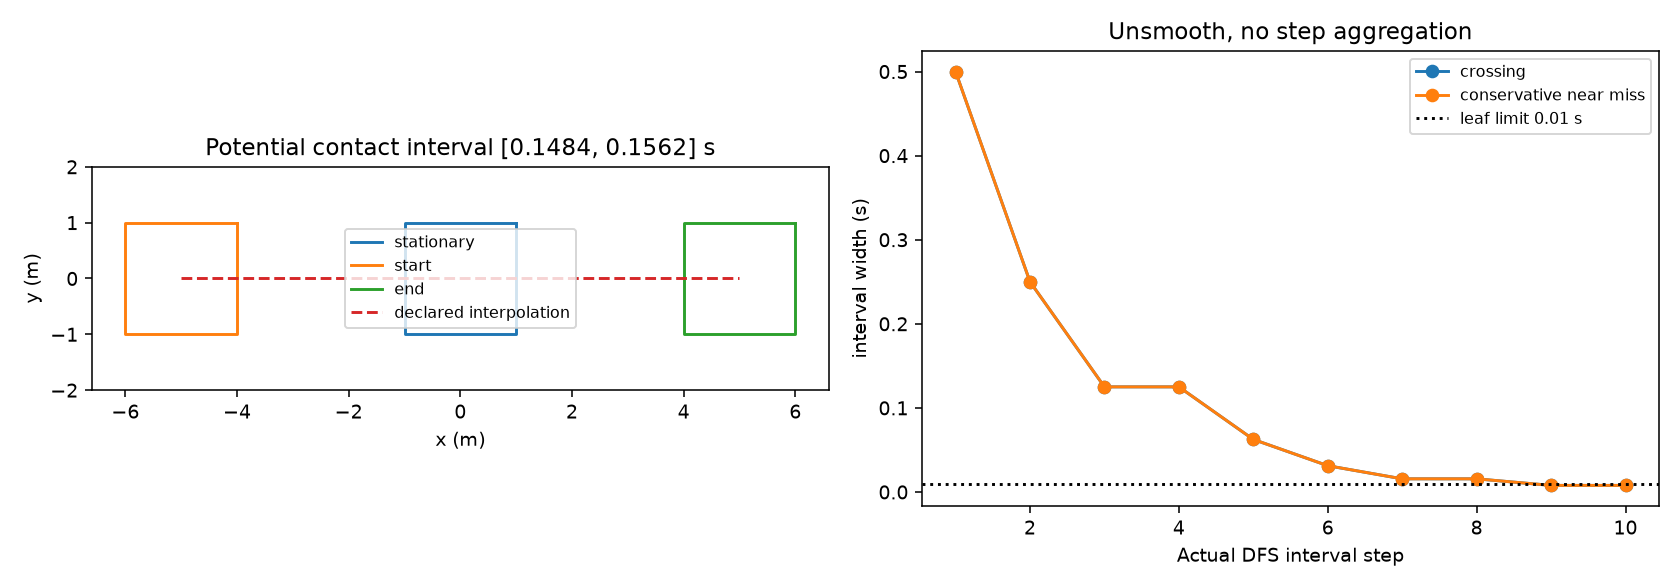 Potential contact interval [0.1484, 0.1562] s
2
1
0
−1
−2
y (m)
stationary
start
end
declared interpolation
−6 −4 −2 0 2 4 6
x (m)
Unsmooth, no step aggregation
0.5
0.4
0.3
0.2
0.1
0.0
interval width (s)
crossing
conservative near miss
leaf limit 0.01 s
2 4 6 8 10
Actual DFS interval step